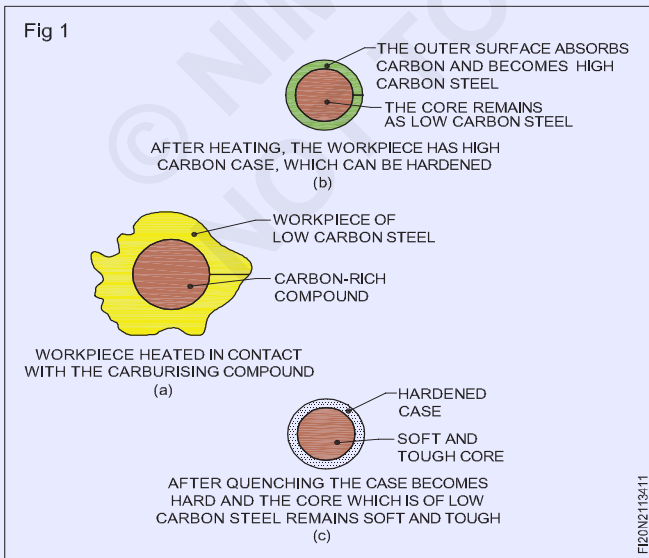 Fig 1
THE OUTER SURFACE ABSORBS
CARBON AND BECOMES HIGH
CARBON STEEL
THE CORE REMAINS
AS LOW CARBON STEEL
AFTER HEATING, THE WORKPIECE HAS HIGH
CARBON CASE, WHICH CAN BE HARDENED
(b)
WORKPIECE OF
LOW CARBON STEEL
CARBON-RICH
COMPOUND
WORKPIECE HEATED IN CONTACT
WITH THE CARBURISING COMPOUND
(a)
HARDENED
CASE
SOFT AND
TOUGH CORE
AFTER QUENCHING THE CASE BECOMES
HARD AND THE CORE WHICH IS OF LOW
CARBON STEEL REMAINS SOFT AND TOUGH
(c)
FI20N2113411